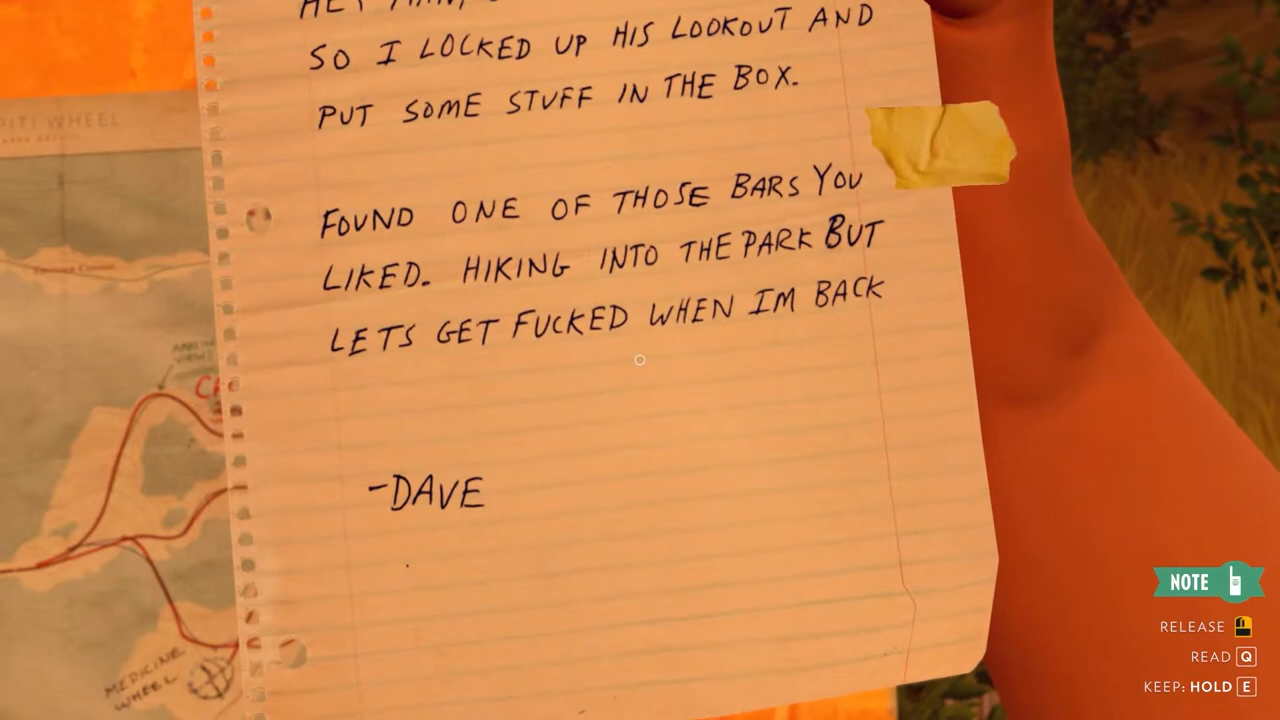 SO I LOCKED UP HIS LOOKOUT AND
PUT SOME STUFF IN THE BOX.
FOUND ONE OF THOSE BARS YOU
LIKED. HIKING INTO THE PARK BUT
LETS GET FUCKED WHEN IM BACK
-DAVE
WHEEL
MEDICINE
WHEEL
NOTE
RELEASE
READ Q
KEEP: HOLD E